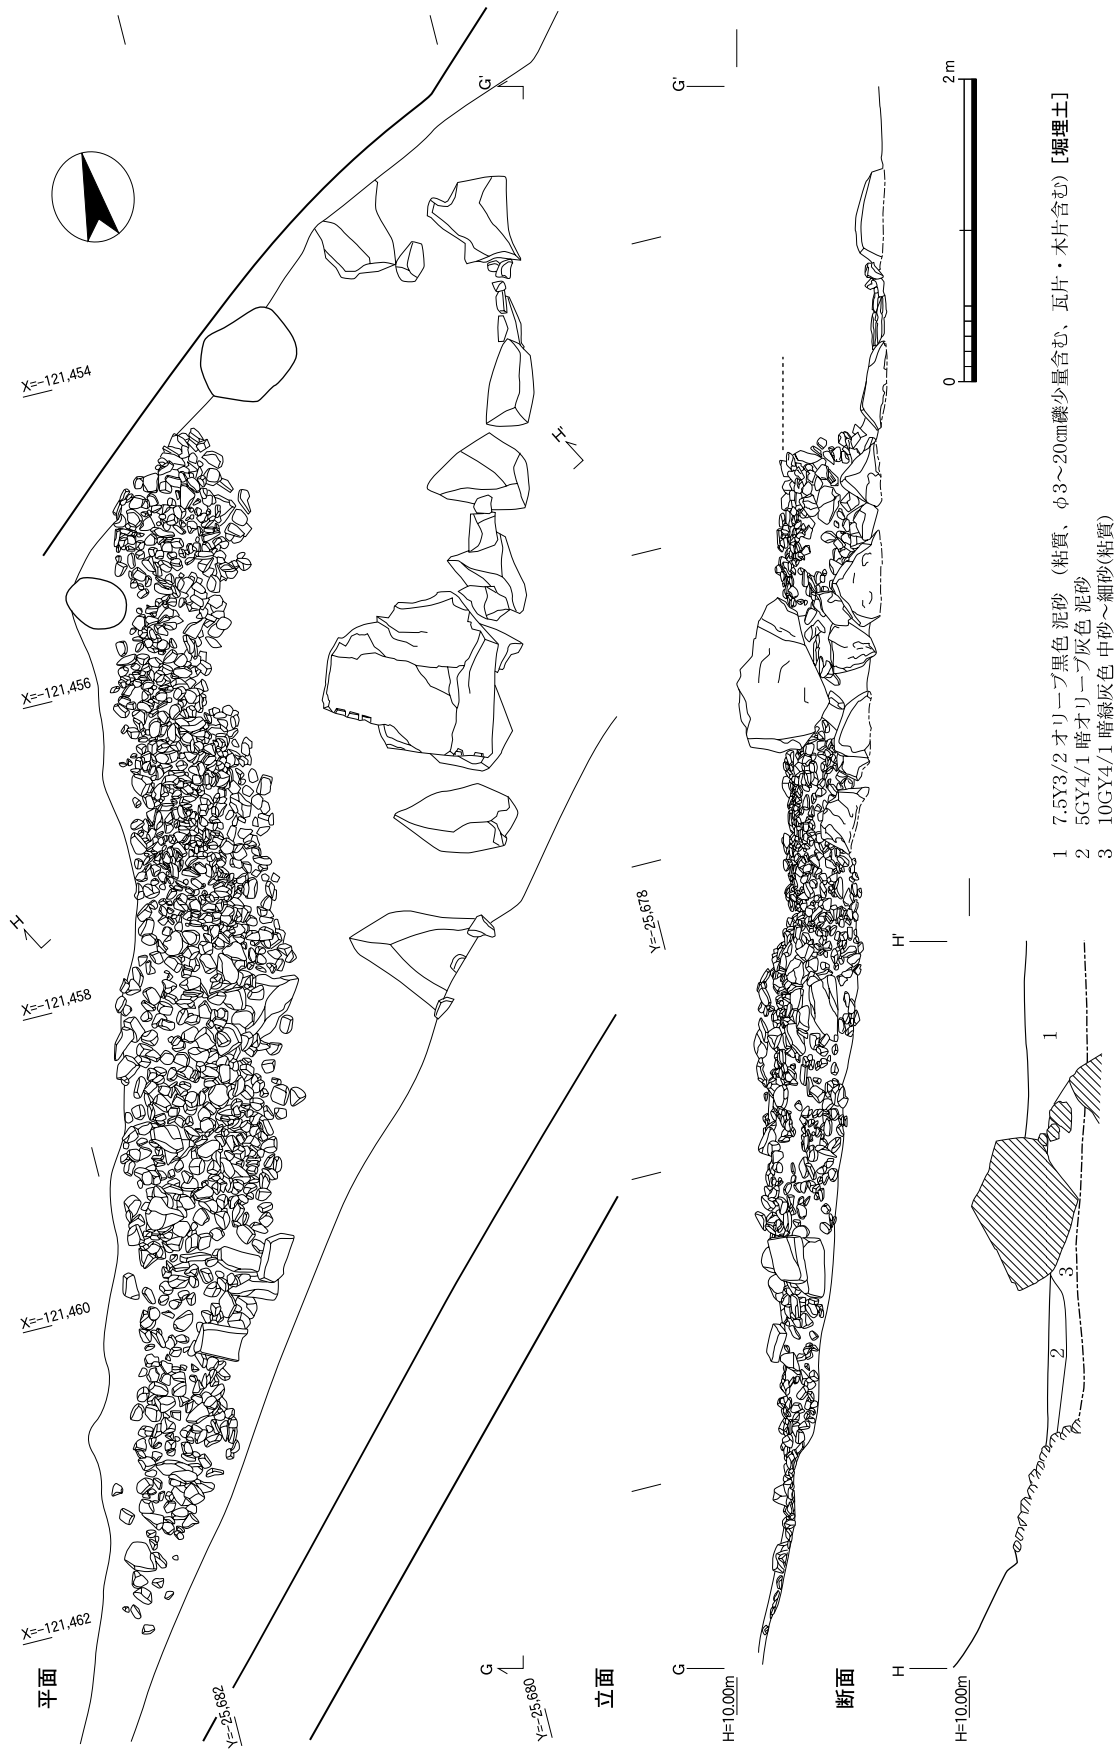 平面
X=-121,462
X=-121,460
X=-121,458
X=-121,456
X=-121,454
Y=-25,682
Y=-25,680
Y=-25,678
H
H'
G
G'
立面
H=10.00m
G
G'
断面
H=10.00m
H
H'
1
2
3
0
2m
1 7.5Y3/2 オリーブ黒色 泥砂 (粘質、φ3~20㎝礫少量含む、瓦片・木片含む) [堀埋土]
2 5GY4/1 暗オリーブ灰色 泥砂
3 10GY4/1 暗緑灰色 中砂~細砂(粘質)